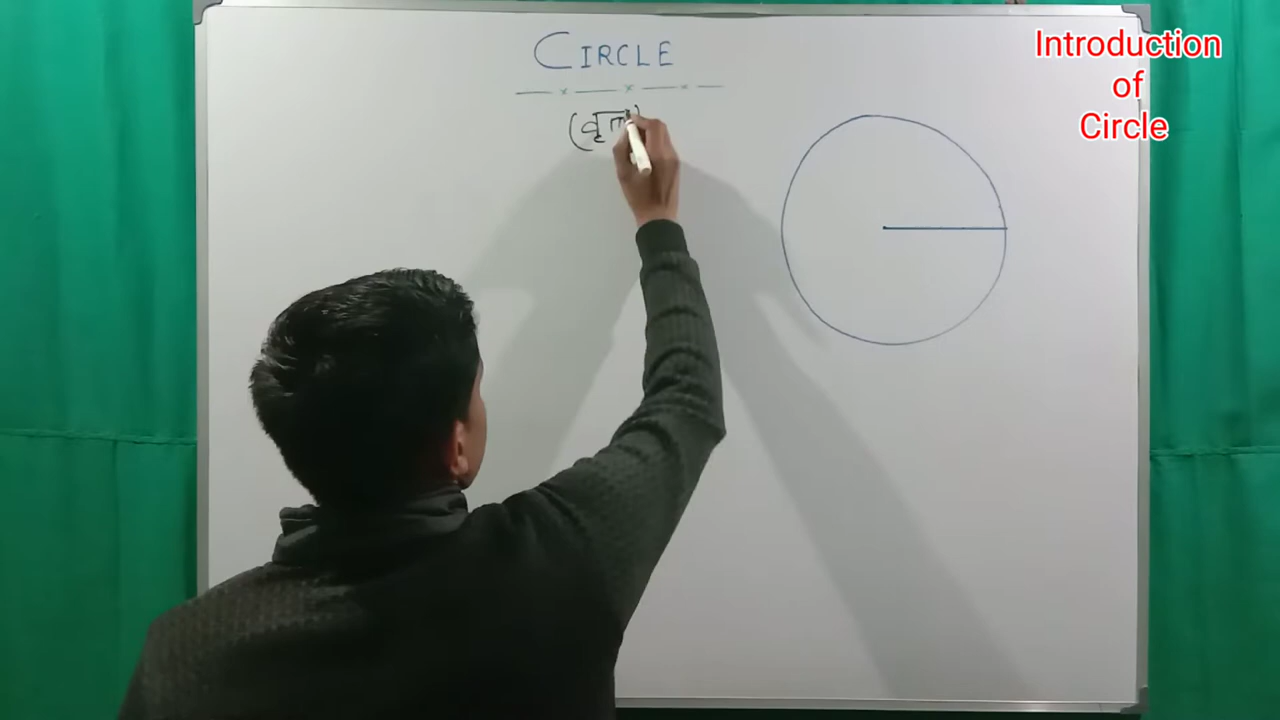 CIRCLE
(वृत्त)
Introduction
of
Circle